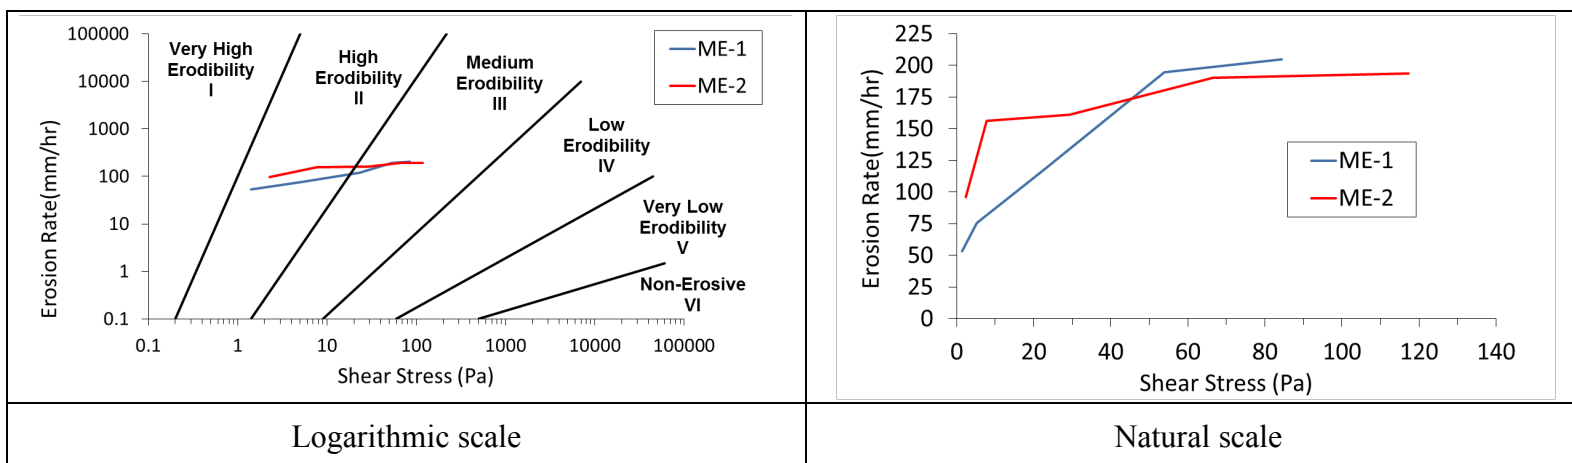 100000
10000
1000
100
10
1
0.1
Erosion Rate(mm/hr)
0.1
1
10
100
1000
10000
100000
Shear Stress (Pa)
Very High
Erodibility
I
High
Erodibility
II
Medium
Erodibility
III
Low
Erodibility
IV
Very Low
Erodibility
V
Non-Erosive
VI
ME-1
ME-2
225
200
175
150
125
100
75
50
25
0
Erosion Rate(mm/hr)
0
20
40
60
80
100
120
140
Shear Stress (Pa)
ME-1
ME-2
Logarithmic scale
Natural scale